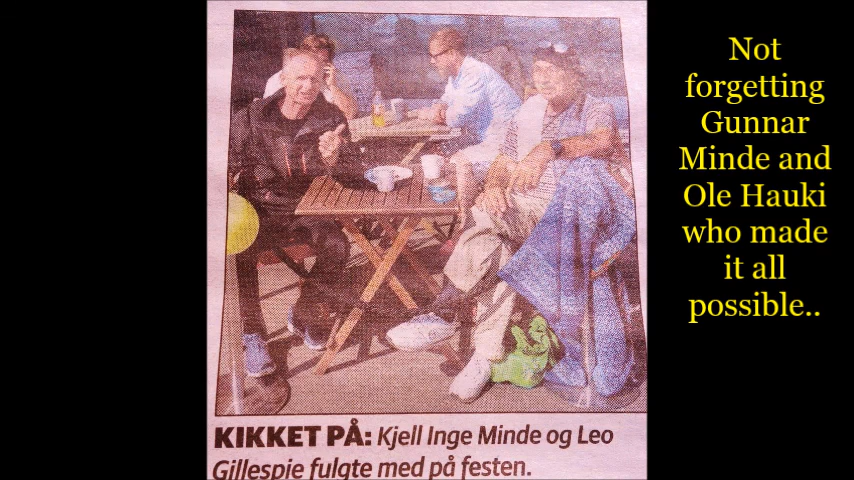 Not
forgetting
Gunnar
Minde and
Ole Hauki
who made
it all
possible..
KIKKET PÅ: Kjell Inge Minde og Leo
Gillespie fulgte med på festen.